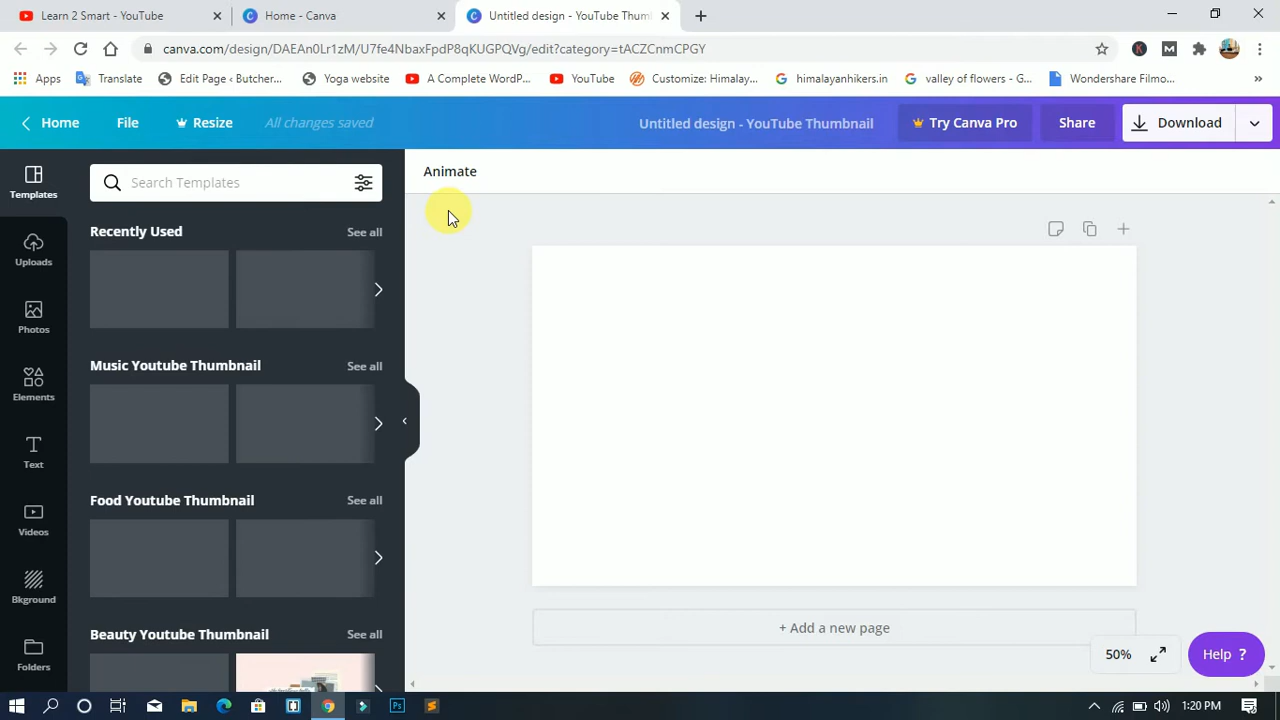 Learn 2 Smart - YouTube
Home - Canva
Untitled design - YouTube Thum
canva.com/design/DAEAn0Lr1zM/U7fe4NbaxFpdP8qKUGPQVg/edit?category=tACZCnmCPGY
Apps
Translate
Edit Page ‹ Butcher...
Yoga website
A Complete WordP...
YouTube
Customize: Himalay...
himalayanhikers.in
valley of flowers - G...
Wondershare Filmo...
Home
File
Resize
All changes saved
Untitled design - YouTube Thumbnail
Try Canva Pro
Share
Download
Templates
Uploads
Photos
Elements
Text
Videos
Bkground
Folders
Search Templates
Recently Used
See all
Music Youtube Thumbnail
See all
Food Youtube Thumbnail
See all
Beauty Youtube Thumbnail
See all
Animate
+ Add a new page
50%
Help ?
1:20 PM